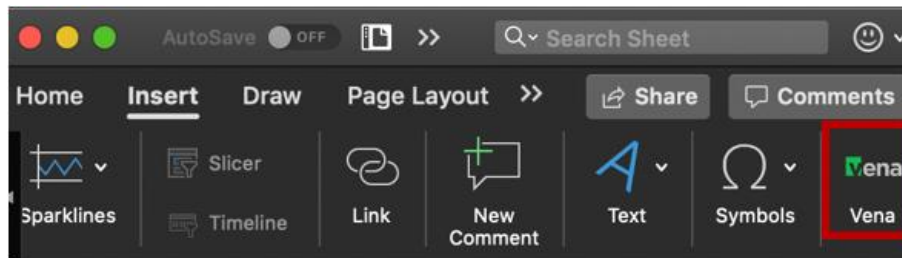 AutoSave OFF Search Sheet
Home Insert Draw Page Layout Share Comments
Slicer
Vena
Timeline
Sparklines Link New Comment Text Symbols Vena